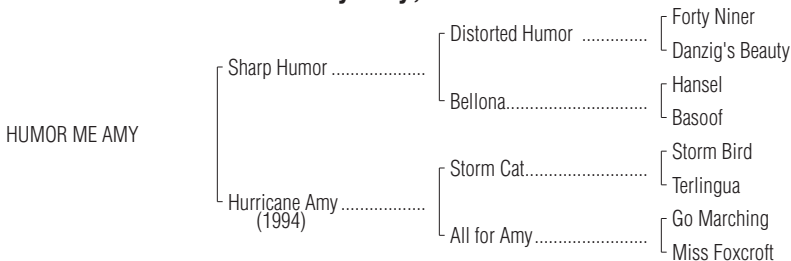 Forty Niner
Distorted Humor ..............
Danzig's Beauty
Sharp Humor ....................
Hansel
Bellona..............................
Basoof
HUMOR ME AMY
Storm Bird
Storm Cat..........................
Terlingua
Hurricane Amy ..................
(1994)
Go Marching
All for Amy........................
Miss Foxcroft